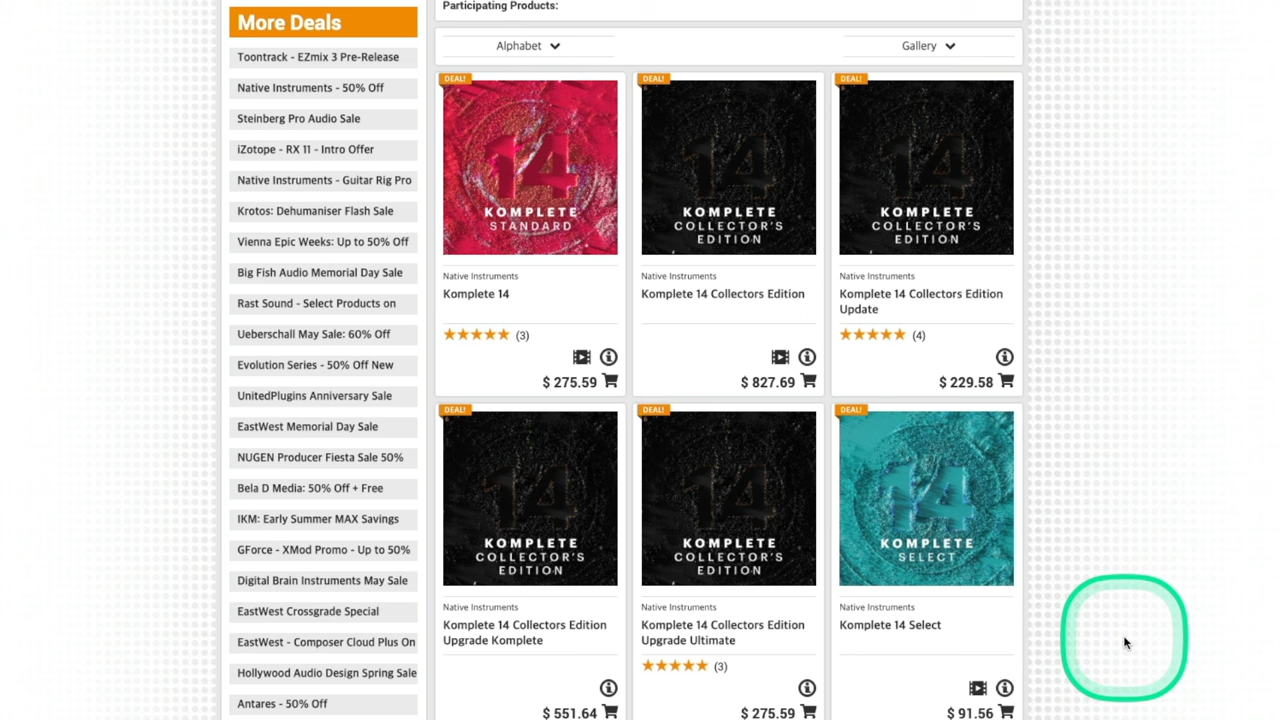 More Deals
Toontrack - EZmix 3 Pre-Release
Native Instruments - 50% Off
Steinberg Pro Audio Sale
iZotope - RX 11 - Intro Offer
Native Instruments - Guitar Rig Pro
Krotos: Dehumaniser Flash Sale
Vienna Epic Weeks: Up to 50% Off
Big Fish Audio Memorial Day Sale
Rast Sound - Select Products on
Ueberschall May Sale: 60% Off
Evolution Series - 50% Off New
UnitedPlugins Anniversary Sale
EastWest Memorial Day Sale
NUGEN Producer Fiesta Sale 50%
Bela D Media: 50% Off + Free
IKM: Early Summer MAX Savings
GForce - XMod Promo - Up to 50%
Digital Brain Instruments May Sale
EastWest Crossgrade Special
EastWest - Composer Cloud Plus On
Hollywood Audio Design Spring Sale
Antares - 50% Off
Participating Products:
Alphabet
Gallery
DEAL!
14
KOMPLETE
STANDARD
Native Instruments
Komplete 14
(3)
$ 275.59
DEAL!
14
KOMPLETE
COLLECTOR'S
EDITION
Native Instruments
Komplete 14 Collectors Edition
$ 827.69
DEAL!
14
KOMPLETE
COLLECTOR'S
EDITION
Native Instruments
Komplete 14 Collectors Edition
Update
(4)
$ 229.58
DEAL!
14
KOMPLETE
COLLECTOR'S
EDITION
Native Instruments
Komplete 14 Collectors Edition
Upgrade Komplete
$ 551.64
DEAL!
14
KOMPLETE
COLLECTOR'S
EDITION
Native Instruments
Komplete 14 Collectors Edition
Upgrade Ultimate
(3)
$ 275.59
DEAL!
14
KOMPLETE
SELECT
Native Instruments
Komplete 14 Select
$ 91.56